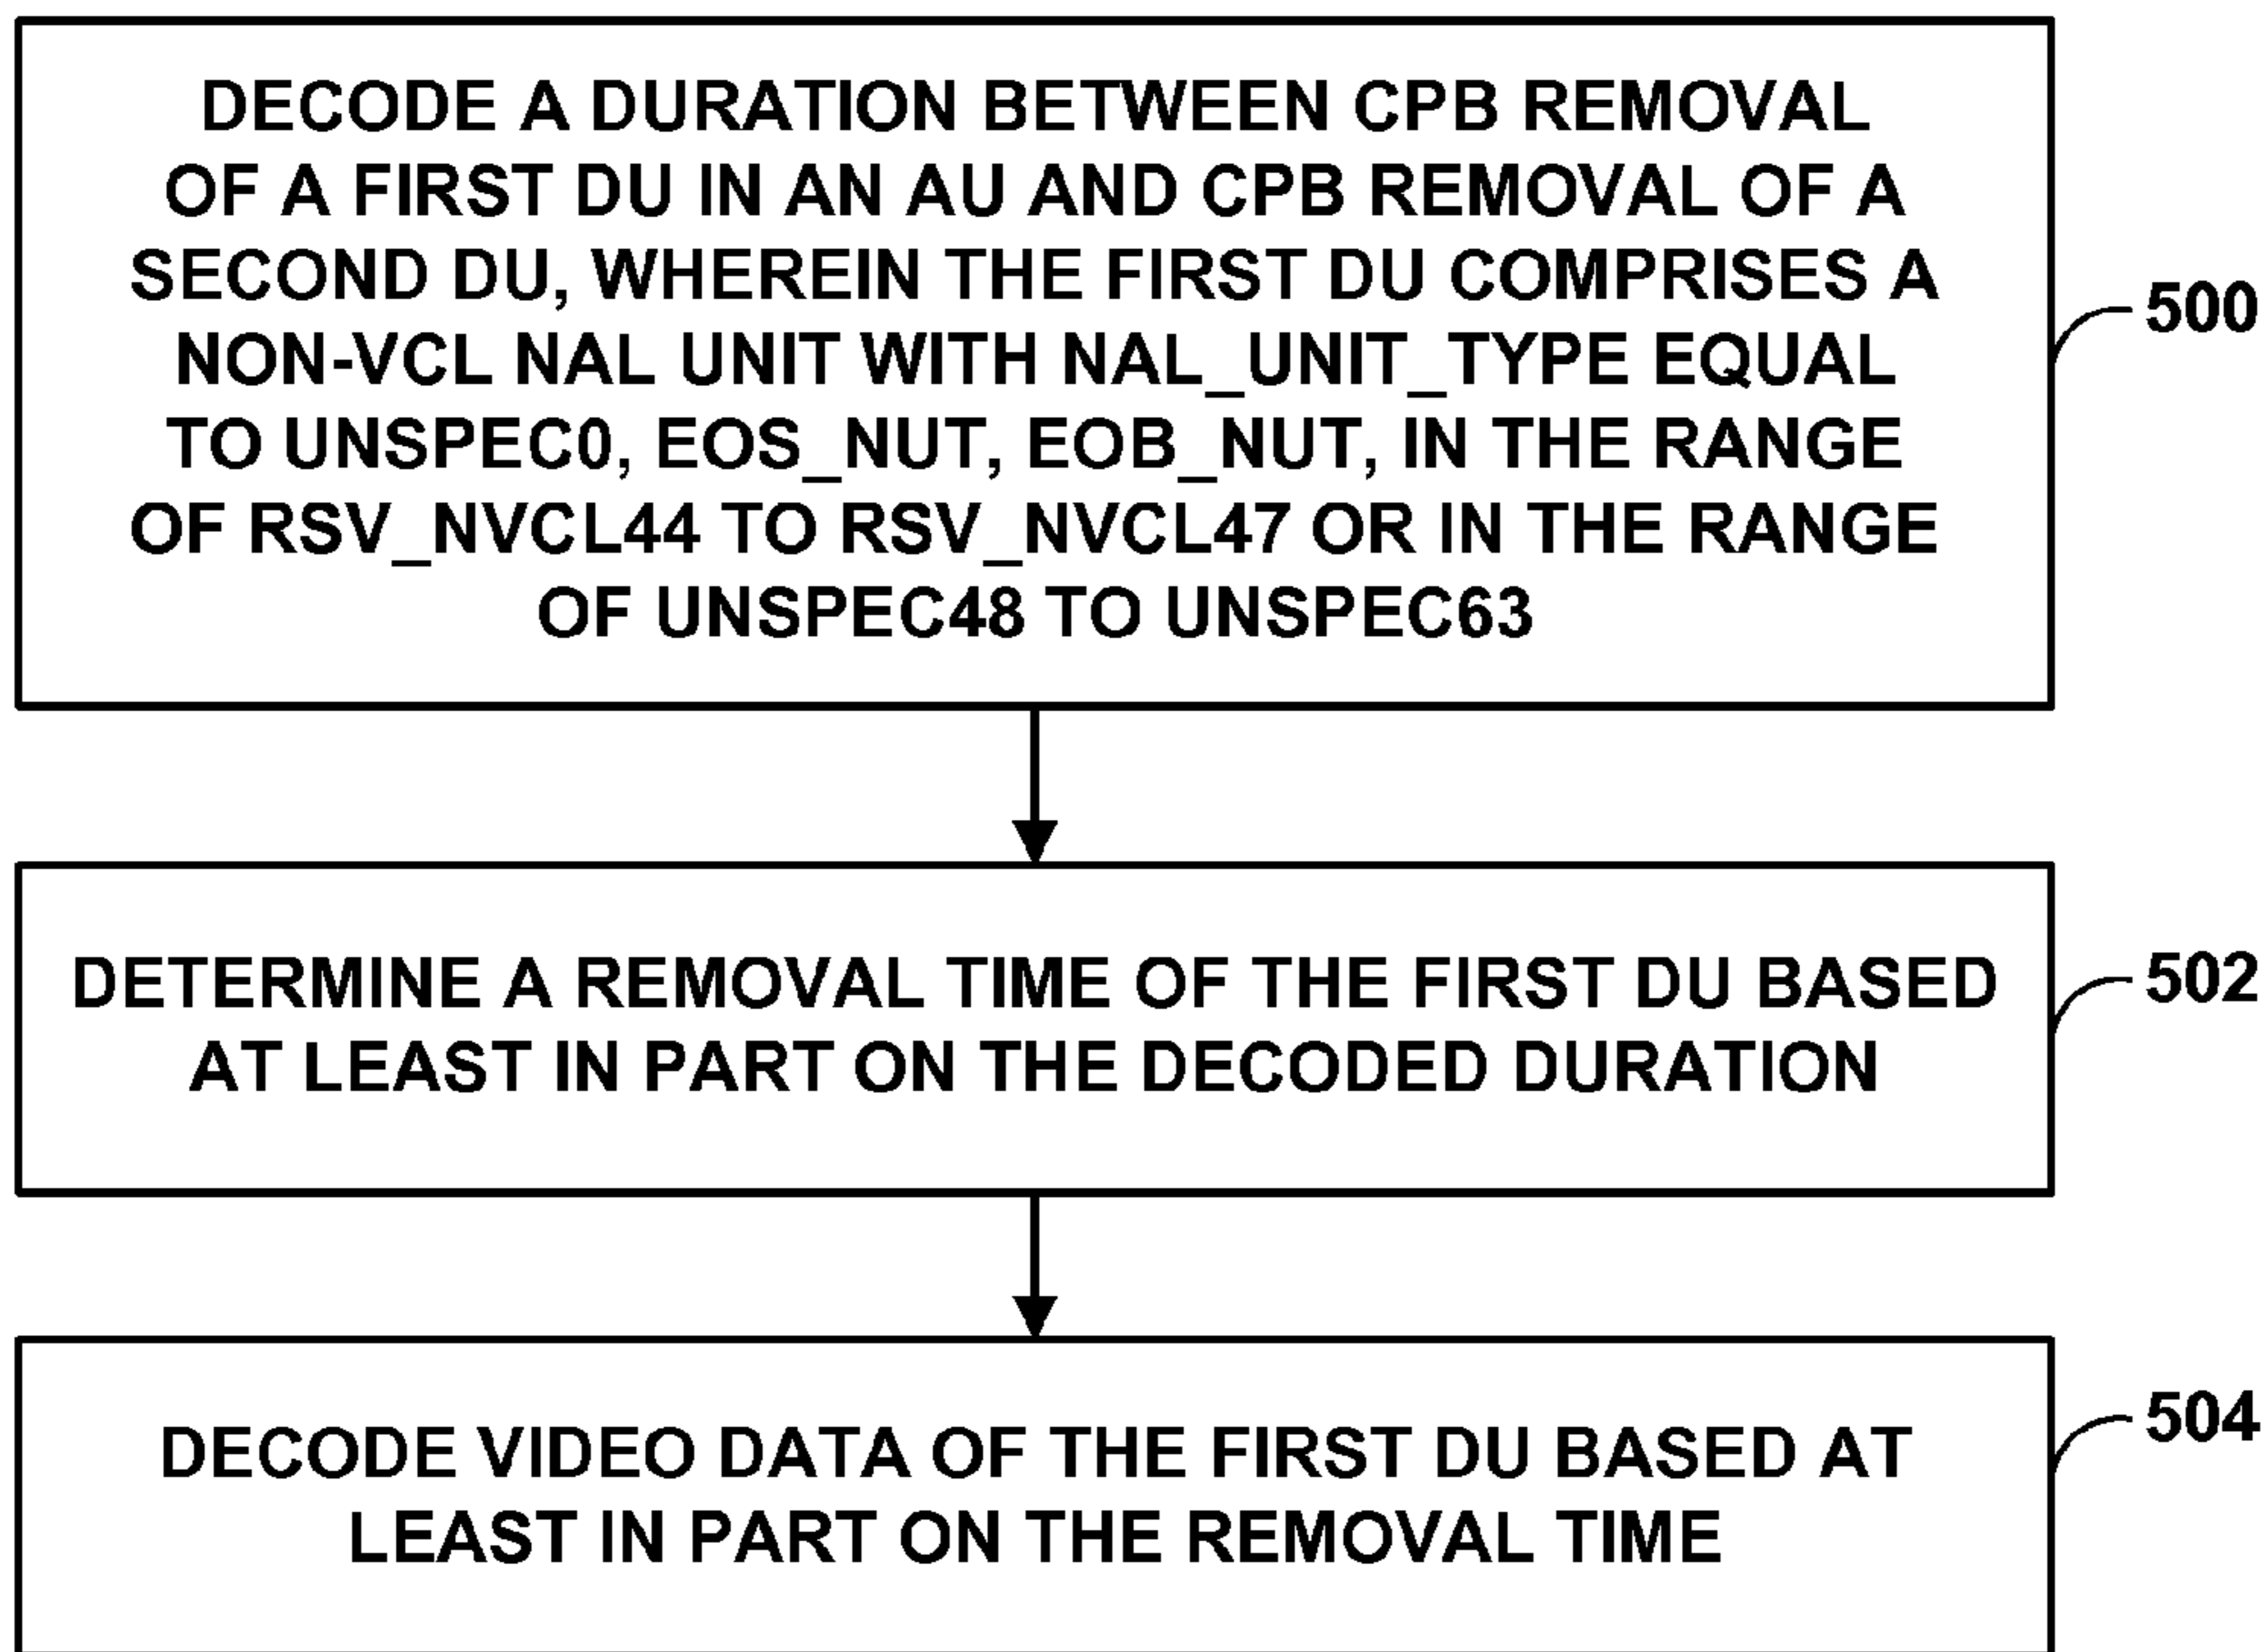 DECODE A DURATION BETWEEN CPB REMOVAL
OF A FIRST DU IN AN AU AND CPB REMOVAL OF A
SECOND DU, WHEREIN THE FIRST DU COMPRISES A
NON-VCL NAL UNIT WITH NAL_UNIT_TYPE EQUAL
TO UNSPEC0, EOS_NUT, EOB_NUT, IN THE RANGE
OF RSV_NVCL44 TO RSV_NVCL47 OR IN THE RANGE
OF UNSPEC48 TO UNSPEC63
500
DETERMINE A REMOVAL TIME OF THE FIRST DU BASED
AT LEAST IN PART ON THE DECODED DURATION
502
DECODE VIDEO DATA OF THE FIRST DU BASED AT
LEAST IN PART ON THE REMOVAL TIME
504